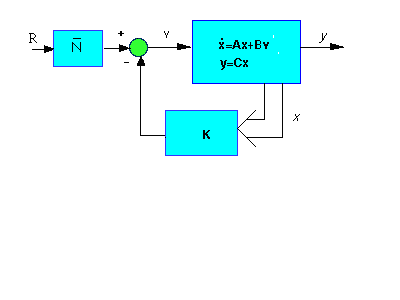 R
N̅
+
−
v
ẋ=Ax+Bv
y=Cx
y
K
x